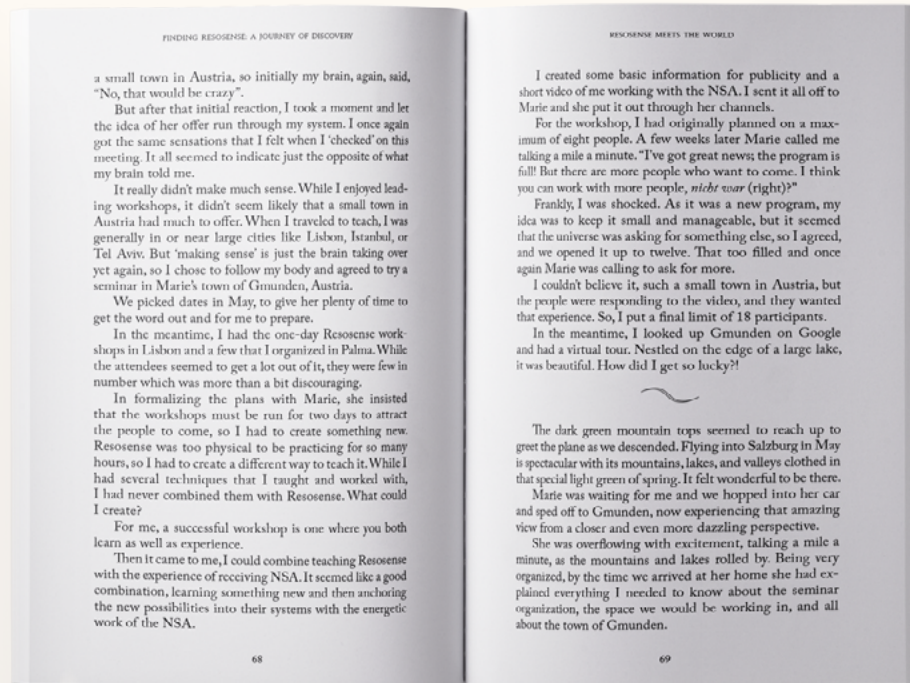 FINDING RESOSENSE: A JOURNEY OF DISCOVERY
a small town in Austria, so initially my brain, again, said,
“No, that would be crazy”.
But after that initial reaction, I took a moment and let
the idea of her offer run through my system. I once again
got the same sensations that I felt when I ‘checked’ on this
meeting. It all seemed to indicate just the opposite of what
my brain told me.
It really didn’t make much sense. While I enjoyed lead-
ing workshops, it didn’t seem likely that a small town in
Austria had much to offer. When I traveled to teach, I was
generally in or near large cities like Lisbon, Istanbul, or
Tel Aviv. But ‘making sense’ is just the brain taking over
yet again, so I chose to follow my body and agreed to try a
seminar in Marie’s town of Gmunden, Austria.
We picked dates in May, to give her plenty of time to
get the word out and for me to prepare.
In the meantime, I had the one-day Resosense work-
shops in Lisbon and a few that I organized in Palma. While
the attendees seemed to get a lot out of it, they were few in
number which was more than a bit discouraging.
In formalizing the plans with Marie, she insisted
that the workshops must be run for two days to attract
the people to come, so I had to create something new.
Resosense was too physical to be practicing for so many
hours, so I had to create a different way to teach it. While I
had several techniques that I taught and worked with,
I had never combined them with Resosense. What could
I create?
For me, a successful workshop is one where you both
learn as well as experience.
Then it came to me,I could combine teaching Resosense
with the experience of receiving NSA. It seemed like a good
combination, learning something new and then anchoring
the new possibilities into their systems with the energetic
work of the NSA.
68
RESOSENSE MEETS THE WORLD
I created some basic information for publicity and a
short video of me working with the NSA. I sent it all off to
Marie and she put it out through her channels.
For the workshop, I had originally planned on a max-
imum of eight people. A few weeks later Marie called me
talking a mile a minute. “I’ve got great news; the program is
full! But there are more people who want to come. I think
you can work with more people, nicht war (right)?”
Frankly, I was shocked. As it was a new program, my
idea was to keep it small and manageable, but it seemed
that the universe was asking for something else, so I agreed,
and we opened it up to twelve. That too filled and once
again Marie was calling to ask for more.
I couldn’t believe it, such a small town in Austria, but
the people were responding to the video, and they wanted
that experience. So, I put a final limit of 18 participants.
In the meantime, I looked up Gmunden on Google
and had a virtual tour. Nestled on the edge of a large lake,
it was beautiful. How did I get so lucky?!
The dark green mountain tops seemed to reach up to
greet the plane as we descended. Flying into Salzburg in May
is spectacular with its mountains, lakes, and valleys clothed in
that special light green of spring. It felt wonderful to be there.
Marie was waiting for me and we hopped into her car
and sped off to Gmunden, now experiencing that amazing
view from a closer and even more dazzling perspective.
She was overflowing with excitement, talking a mile a
minute, as the mountains and lakes rolled by. Being very
organized, by the time we arrived at her home she had ex-
plained everything I needed to know about the seminar
organization, the space we would be working in, and all
about the town of Gmunden.
69